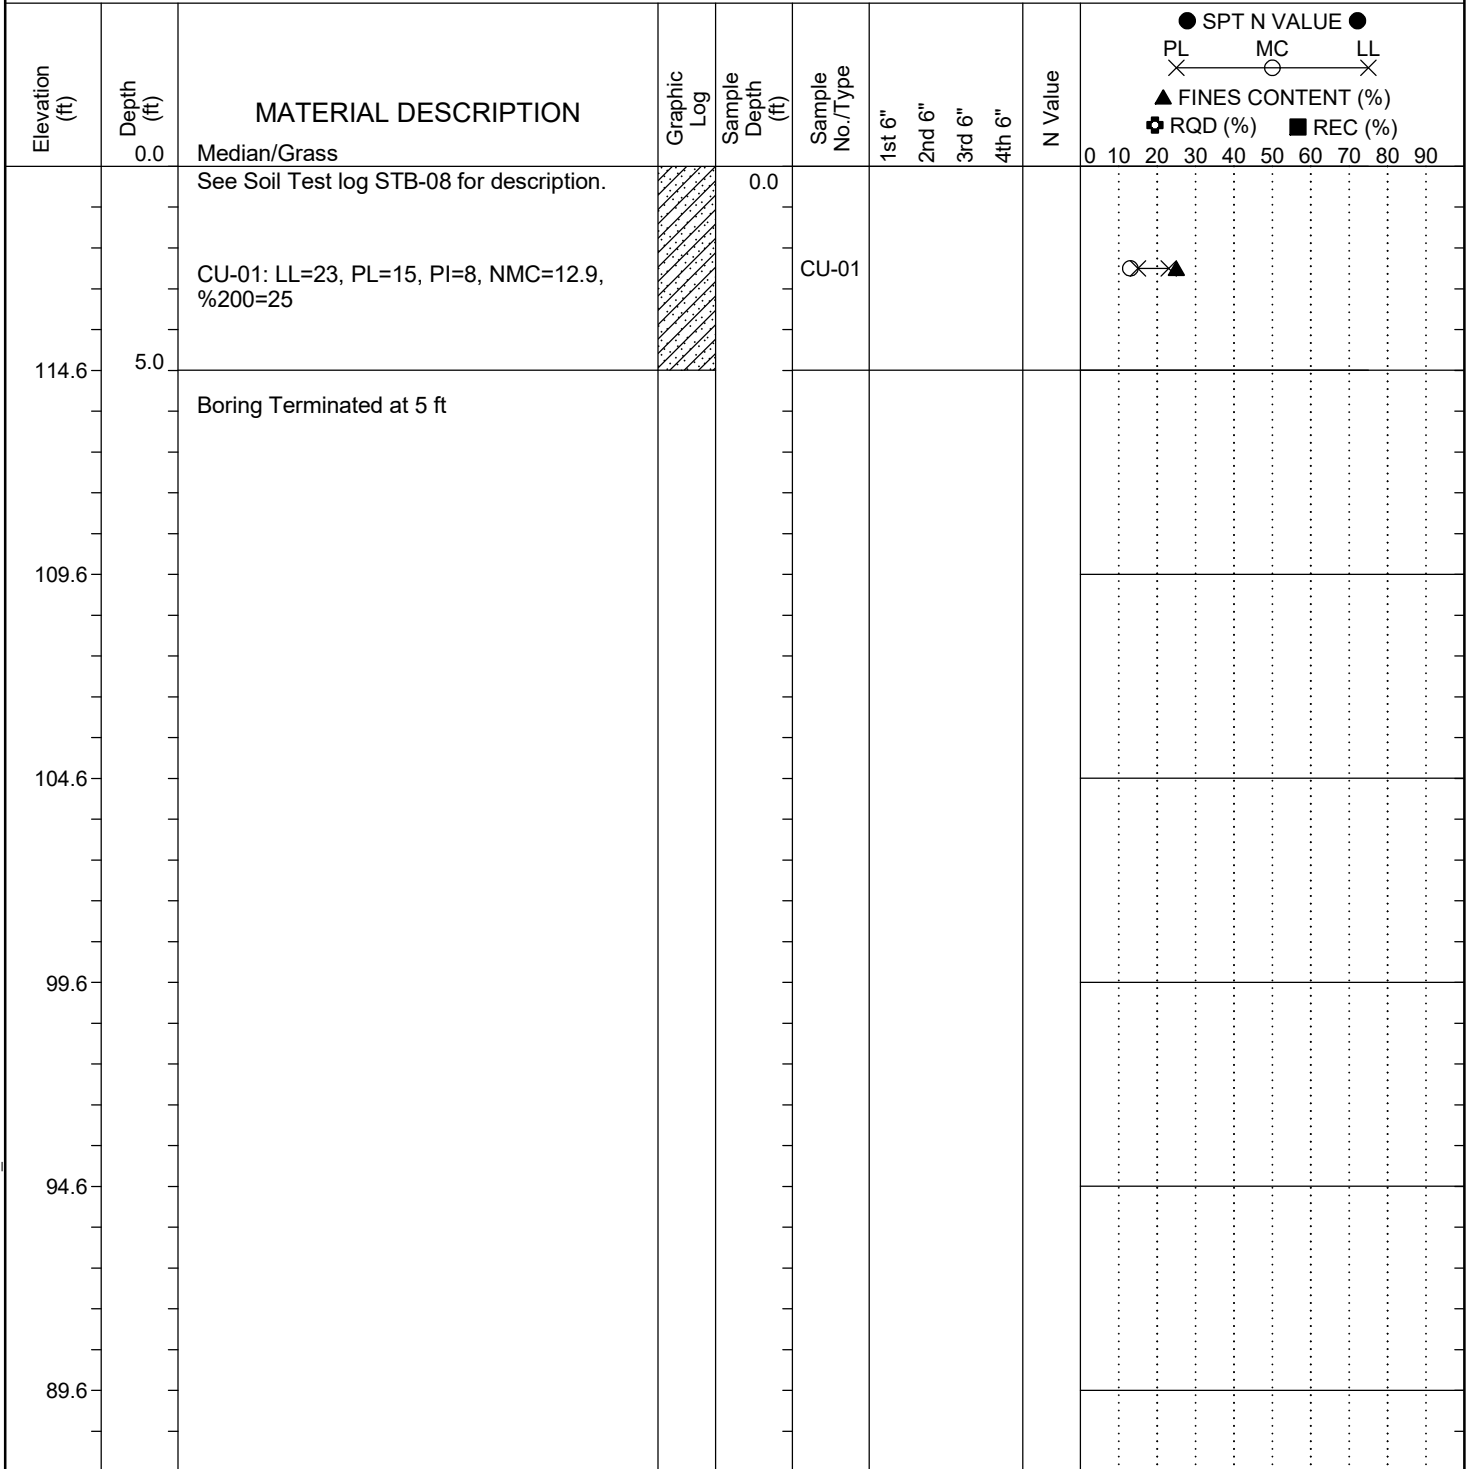 ● SPT N VALUE ●
PL MC LL
▲ FINES CONTENT (%)
RQD (%) ■ REC (%)
Elevation (ft)
Depth (ft)
MATERIAL DESCRIPTION
Graphic Log
Sample Depth (ft)
Sample No./Type
1st 6"
2nd 6"
3rd 6"
4th 6"
N Value
0.0 Median/Grass
0 10 20 30 40 50 60 70 80 90
See Soil Test log STB-08 for description.
0.0
CU-01: LL=23, PL=15, PI=8, NMC=12.9,
%200=25
CU-01
114.6 5.0
Boring Terminated at 5 ft
109.6
104.6
99.6
94.6
89.6